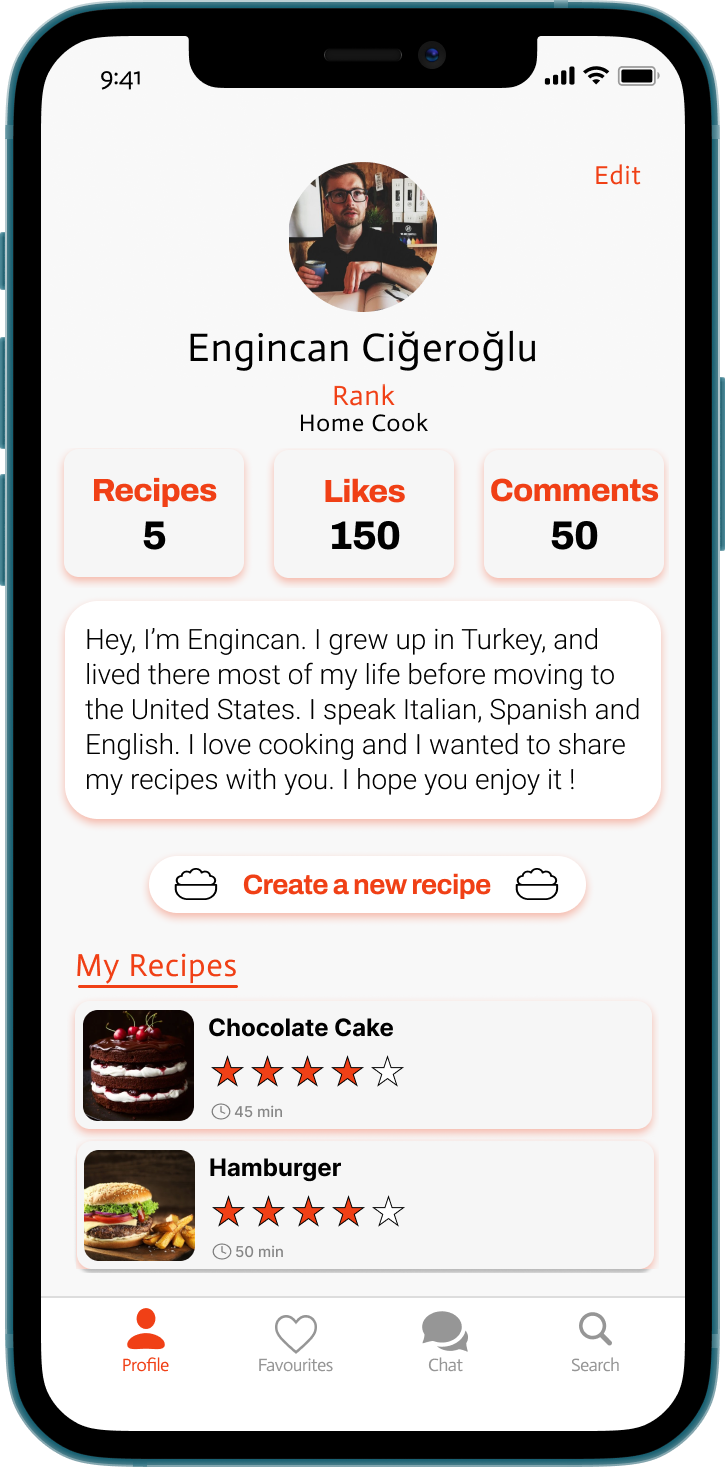 9:41
Edit
Engincan Ciğeroğlu
Rank
Home Cook
Recipes
5
Likes
150
Comments
50
Hey, I’m Engincan. I grew up in Turkey, and
lived there most of my life before moving to
the United States. I speak Italian, Spanish and
English. I love cooking and I wanted to share
my recipes with you. I hope you enjoy it !
Create a new recipe
My Recipes
Chocolate Cake
45 min
Hamburger
50 min
Profile
Favourites
Chat
Search